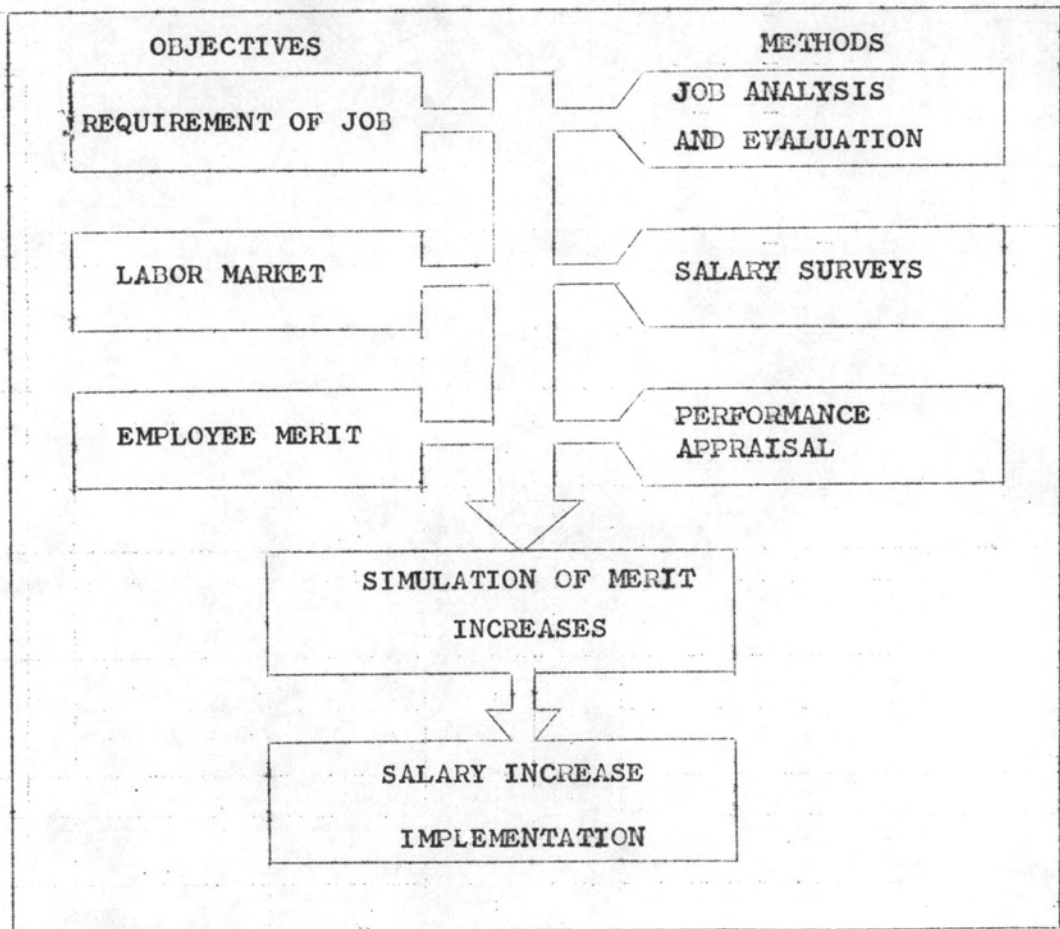 OBJECTIVES
METHODS
REQUIREMENT OF JOB
JOB ANALYSIS
AND EVALUATION
LABOR MARKET
SALARY SURVEYS
EMPLOYEE MERIT
PERFORMANCE
APPRAISAL
SIMULATION OF MERIT
INCREASES
SALARY INCREASE
IMPLEMENTATION